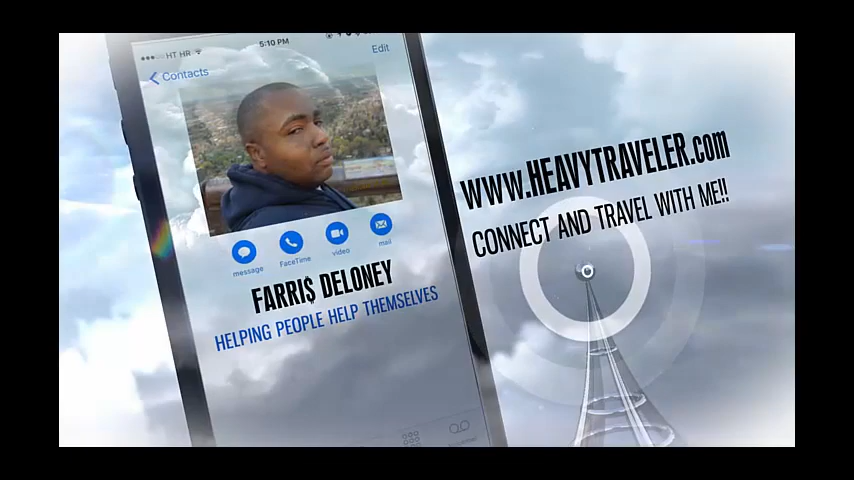 HT HR
5:10 PM
Contacts
Edit
message
FaceTime
video
mail
FARRI$ DELONEY
HELPING PEOPLE HELP THEMSELVES
www.HEAVYTRAVELER.com
CONNECT AND TRAVEL WITH ME!!